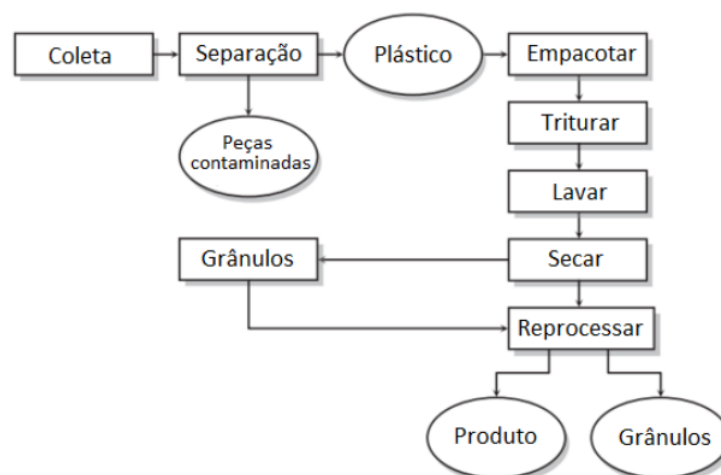 Coleta
Separação
Plástico
Empacotar
Peças
contaminadas
Triturar
Lavar
Grânulos
Secar
Reprocessar
Produto
Grânulos